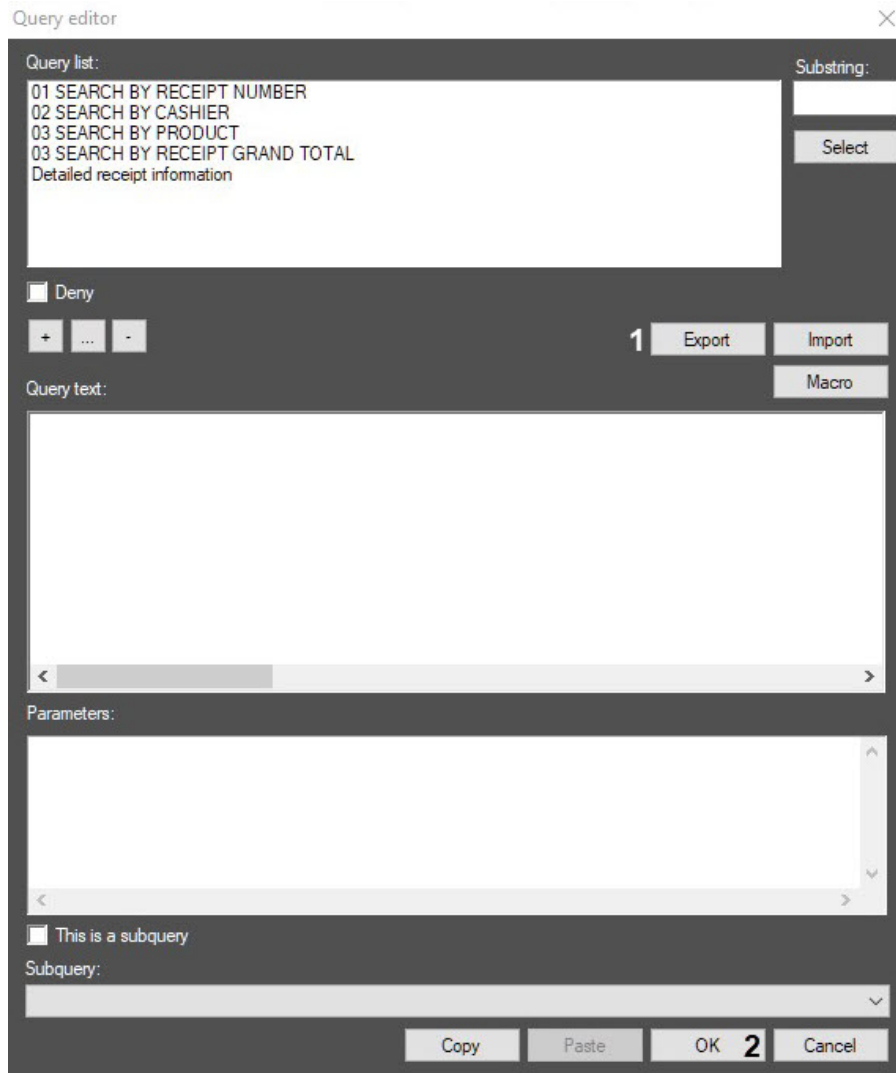 Query editor
Query list:
Substring:
01 SEARCH BY RECEIPT NUMBER
02 SEARCH BY CASHIER
03 SEARCH BY PRODUCT
03 SEARCH BY RECEIPT GRAND TOTAL
Detailed receipt information
Select
Deny
+ ... -
1 Export Import
Macro
Query text:
Parameters:
This is a subquery
Subquery:
Copy Paste OK 2 Cancel